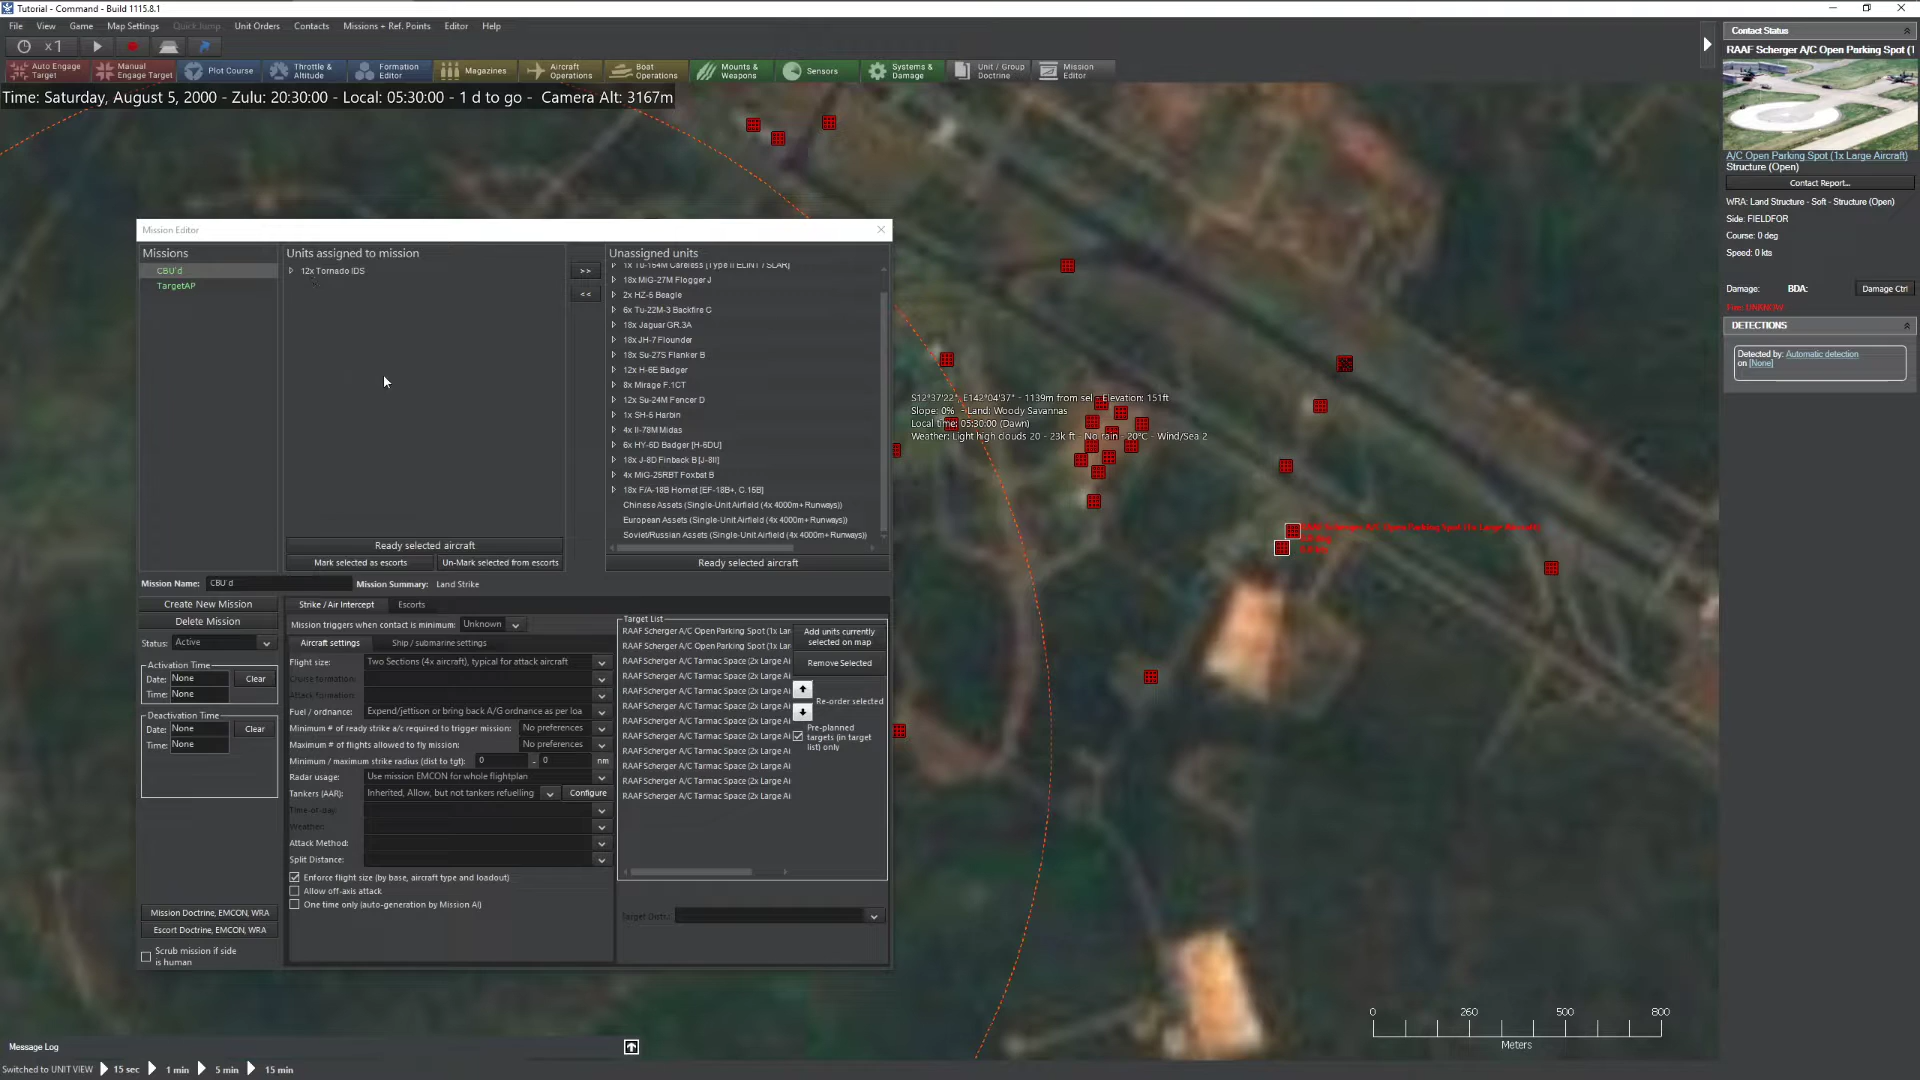 Tutorial - Command - Build 1115.8.1
File View Game Map Settings Quick Jump Unit Orders Contacts Missions + Ref. Points Editor Help
x1
Auto Engage Target
Manual Engage Target
Plot Course
Throttle & Altitude
Formation Editor
Magazines
Aircraft Operations
Boat Operations
Mounts & Weapons
Sensors
Systems & Damage
Unit / Group Doctrine
Mission Editor
Time: Saturday, August 5, 2000 - Zulu: 20:30:00 - Local: 05:30:00 - 1 d to go - Camera Alt: 3167m
Mission Editor
Missions
CBU'd
TargetAP
Units assigned to mission
12x Tornado IDS
>>
<<
Ready selected aircraft
Mark selected as escorts
Un-Mark selected from escorts
Unassigned units
1x Tu-154M Careless [Type II ELINT / SLAR]
18x MiG-27M Flogger J
2x HZ-5 Beagle
6x Tu-22M-3 Backfire C
18x Jaguar GR.3A
18x JH-7 Flounder
18x Su-27S Flanker B
12x H-6E Badger
8x Mirage F.1CT
12x Su-24M Fencer D
1x SH-5 Harbin
4x Il-78M Midas
6x HY-6D Badger [H-6DU]
18x J-8D Finback B [J-8II]
4x MiG-25RBT Foxbat B
18x F/A-18B Hornet [EF-18B+, C.15B]
Chinese Assets (Single-Unit Airfield (4x 4000m+ Runways))
European Assets (Single-Unit Airfield (4x 4000m+ Runways))
Soviet/Russian Assets (Single-Unit Airfield (4x 4000m+ Runways))
Ready selected aircraft
Mission Name: CBU'd Mission Summary: Land Strike
Create New Mission
Delete Mission
Status: Active
Activation Time
Date: None Clear
Time: None
Deactivation Time
Date: None Clear
Time: None
Mission Doctrine, EMCON, WRA
Escort Doctrine, EMCON, WRA
Scrub mission if side
is human
Strike / Air Intercept Escorts
Mission triggers when contact is minimum: Unknown
Aircraft settings Ship / submarine settings
Flight size: Two Sections (4x aircraft), typical for attack aircraft
Cruise formation:
Attack formation:
Fuel / ordnance: Expend/jettison or bring back A/G ordnance as per loa
Minimum # of ready strike a/c required to trigger mission: No preferences
Maximum # of flights allowed to fly mission: No preferences
Minimum / maximum strike radius (dist to tgt): 0 - 0 nm
Radar usage: Use mission EMCON for whole flightplan
Tankers (AAR): Inherited, Allow, but not tankers refuelling Configure
Time-of-day:
Weather:
Attack Method:
Split Distance:
Enforce flight size (by base, aircraft type and loadout)
Allow off-axis attack
One time only (auto-generation by Mission AI)
Target List
RAAF Scherger A/C Open Parking Spot (1x Lar
RAAF Scherger A/C Open Parking Spot (1x Lar
RAAF Scherger A/C Tarmac Space (2x Large Ai
RAAF Scherger A/C Tarmac Space (2x Large Ai
RAAF Scherger A/C Tarmac Space (2x Large Ai
RAAF Scherger A/C Tarmac Space (2x Large Ai
RAAF Scherger A/C Tarmac Space (2x Large Ai
RAAF Scherger A/C Tarmac Space (2x Large Ai
RAAF Scherger A/C Tarmac Space (2x Large Ai
RAAF Scherger A/C Tarmac Space (2x Large Ai
RAAF Scherger A/C Tarmac Space (2x Large Ai
RAAF Scherger A/C Tarmac Space (2x Large Ai
Add units currently
selected on map
Remove Selected
Re-order selected
Pre-planned
targets (in target
list) only
S12°37'22", E142°04'37" - 1139m from sel - Elevation: 151ft
Slope: 0% - Land: Woody Savannas
Local time: 05:30:00 (Dawn)
Weather: Light high clouds 20 - 23k ft - No rain - 20°C - Wind/Sea 2
RAAF Scherger A/C Open Parking Spot (1x Large Aircraft)
Contact Status
RAAF Scherger A/C Open Parking Spot (1
A/C Open Parking Spot (1x Large Aircraft)
Structure (Open)
Contact Report...
WRA: Land Structure - Soft - Structure (Open)
Side: FIELDFOR
Course: 0 deg
Speed: 0 kts
Damage: BDA: Damage Ctrl
Fire: UNKNOW
DETECTIONS
Detected by: Automatic detection
on [None]
0 260 500 800
Meters
Message Log
Switched to UNIT VIEW 15 sec 1 min 5 min 15 min